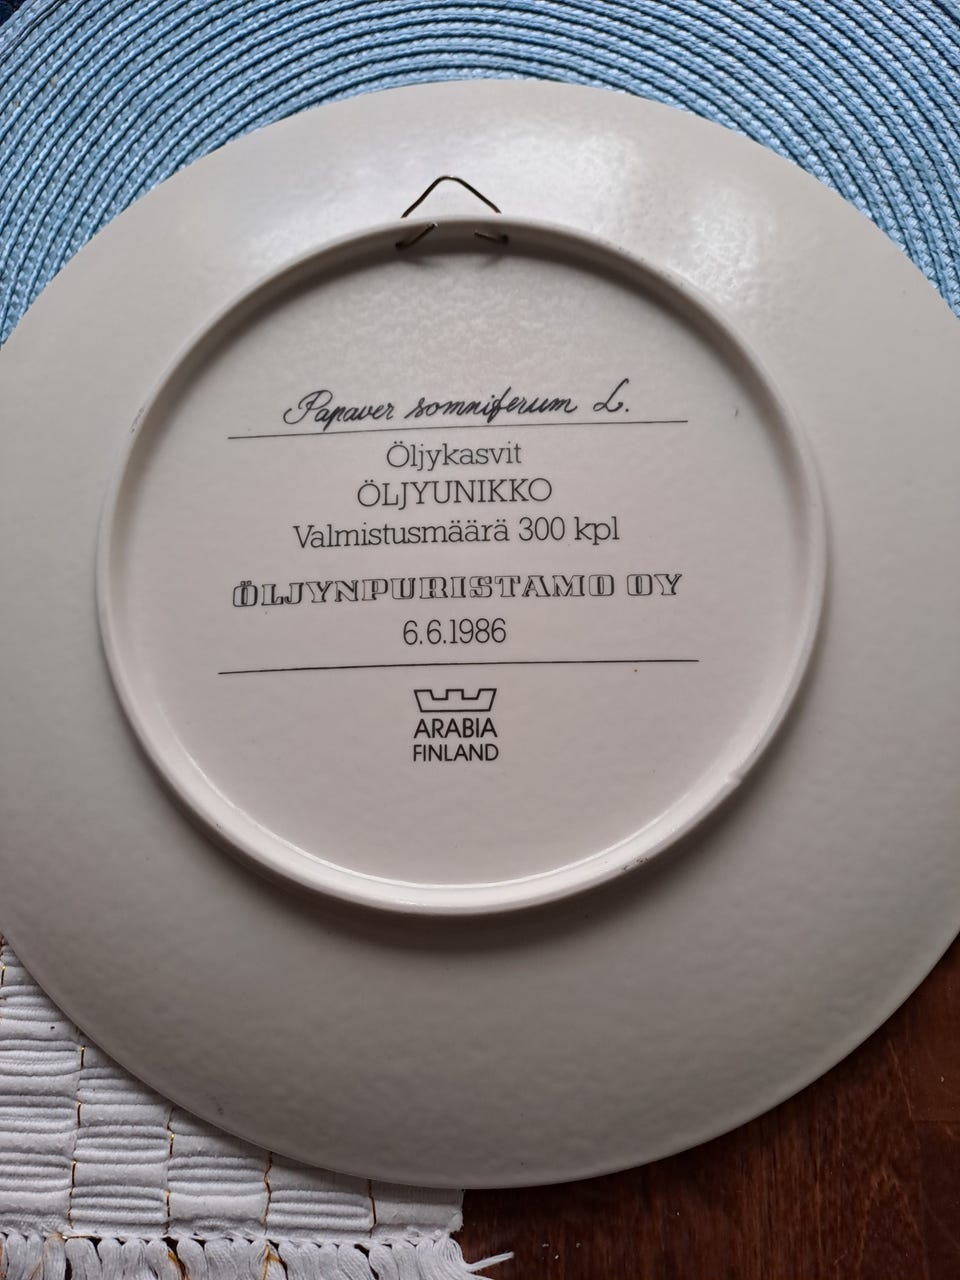 Papaver somniferum L.
Öljykasvit
ÖLJYUNIKKO
Valmistusmäärä 300 kpl
ÖLJYNPURISTAMO OY
6.6.1986
ARABIA
FINLAND